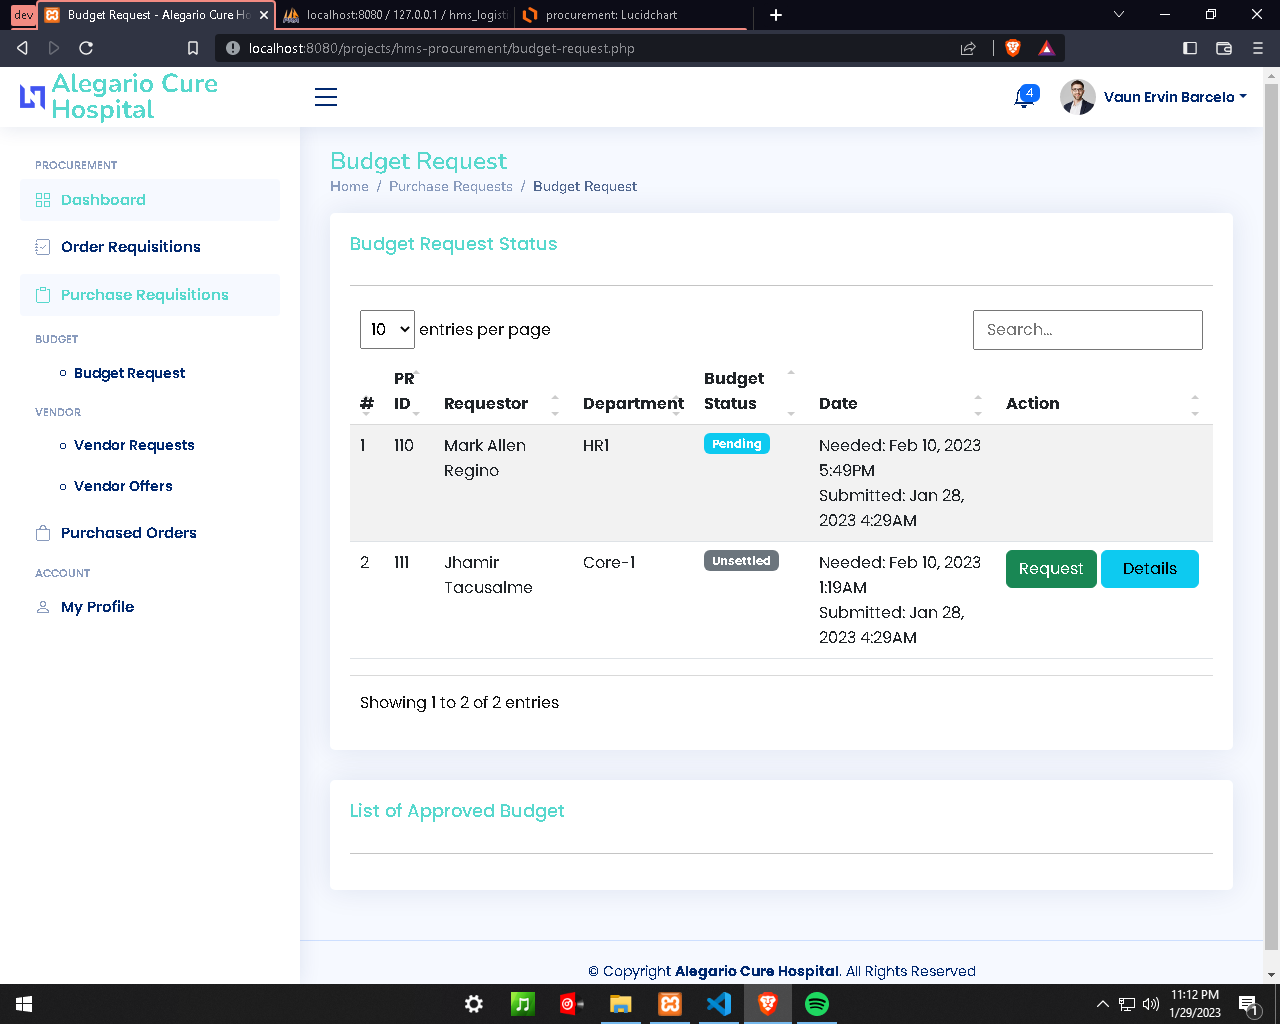 dev
Budget Request - Alegario Cure Ho
localhost:8080 / 127.0.0.1 / hms_logist
procurement: Lucidchart
localhost:8080/projects/hms-procurement/budget-request.php
Alegario Cure
Hospital
4
Vaun Ervin Barcelo
PROCUREMENT
Dashboard
Order Requisitions
Purchase Requisitions
BUDGET
Budget Request
VENDOR
Vendor Requests
Vendor Offers
Purchased Orders
ACCOUNT
My Profile
Budget Request
Home / Purchase Requests / Budget Request
Budget Request Status
10 entries per page
Search...
# PR ID Requestor Department Budget Status Date Action
1 110 Mark Allen Regino HR1 Pending Needed: Feb 10, 2023 5:49PM
Submitted: Jan 28, 2023 4:29AM
2 111 Jhamir Tacusalme Core-1 Unsettled Needed: Feb 10, 2023 1:19AM
Submitted: Jan 28, 2023 4:29AM
Request Details
Showing 1 to 2 of 2 entries
List of Approved Budget
© Copyright Alegario Cure Hospital. All Rights Reserved
11:12 PM
1/29/2023
1